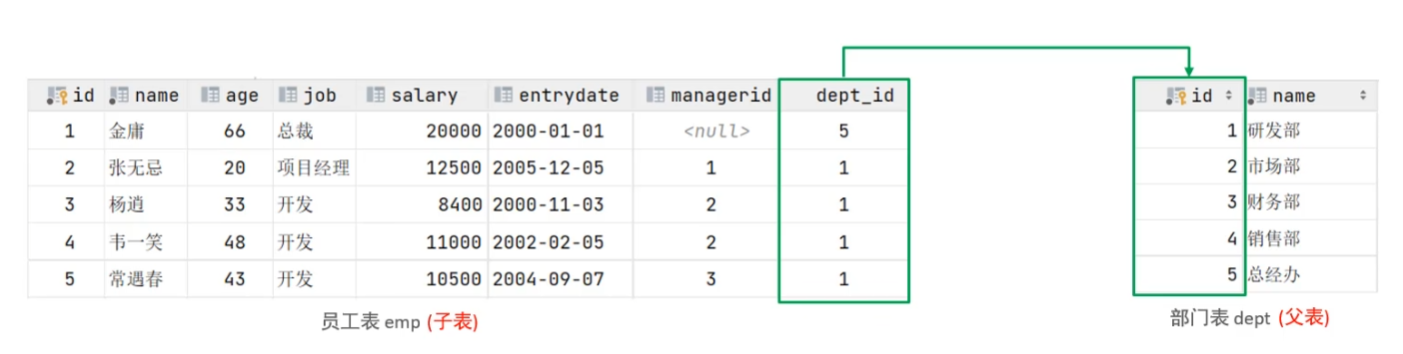 id name age job salary entrydate managerid dept_id id name
1 金庸 66 总裁 20000 2000-01-01 <null> 5 1 研发部
2 张无忌 20 项目经理 12500 2005-12-05 1 1 2 市场部
3 杨逍 33 开发 8400 2000-11-03 2 1 3 财务部
4 韦一笑 48 开发 11000 2002-02-05 2 1 4 销售部
5 常遇春 43 开发 10500 2004-09-07 3 1 5 总经办
员工表 emp (子表) 部门表 dept (父表)